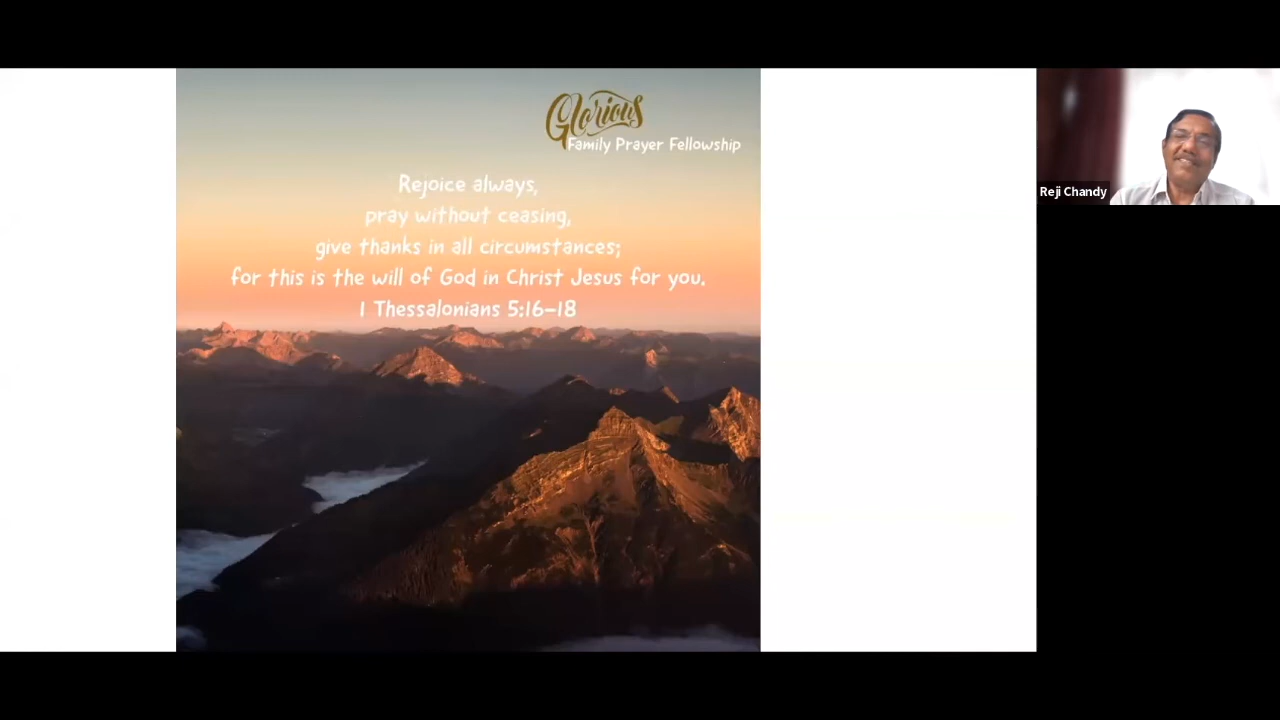 Glorious
Family Prayer Fellowship
Rejoice always,
pray without ceasing,
give thanks in all circumstances;
for this is the will of God in Christ Jesus for you.
1 Thessalonians 5:16-18
Reji Chandy